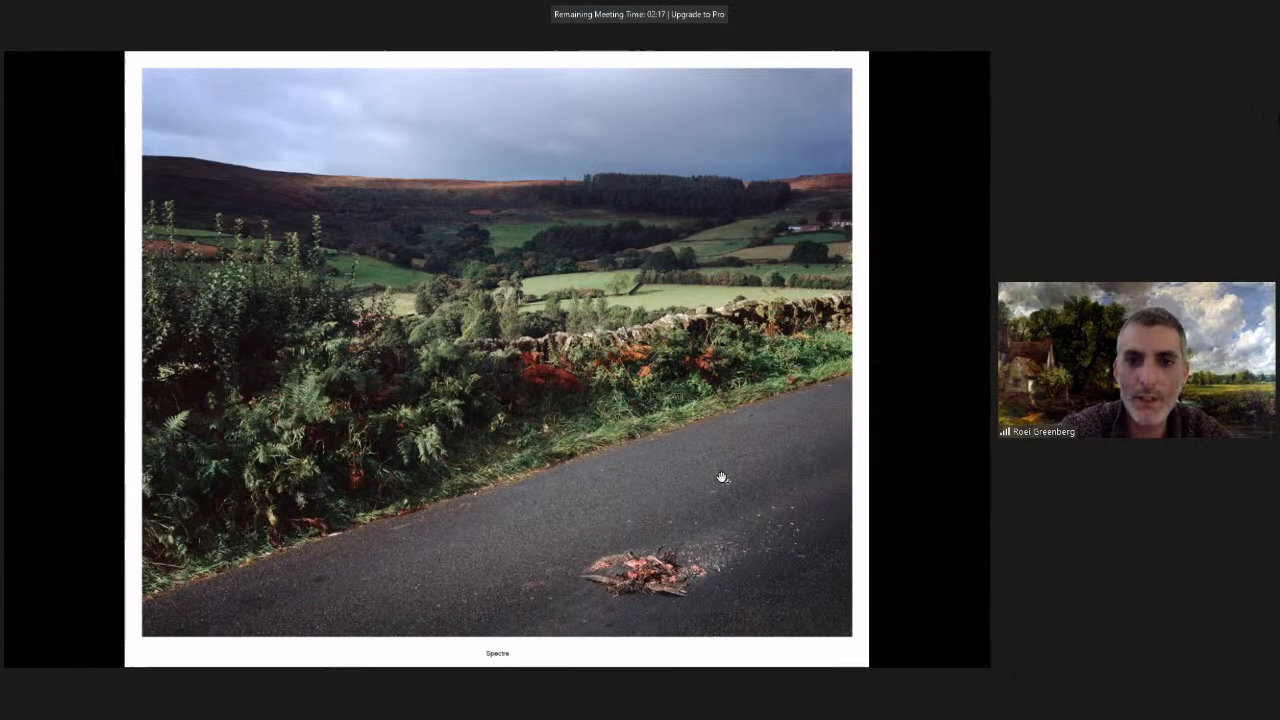 Remaining Meeting Time: 02:17 | Upgrade to Pro
Roei Greenberg
Spectre